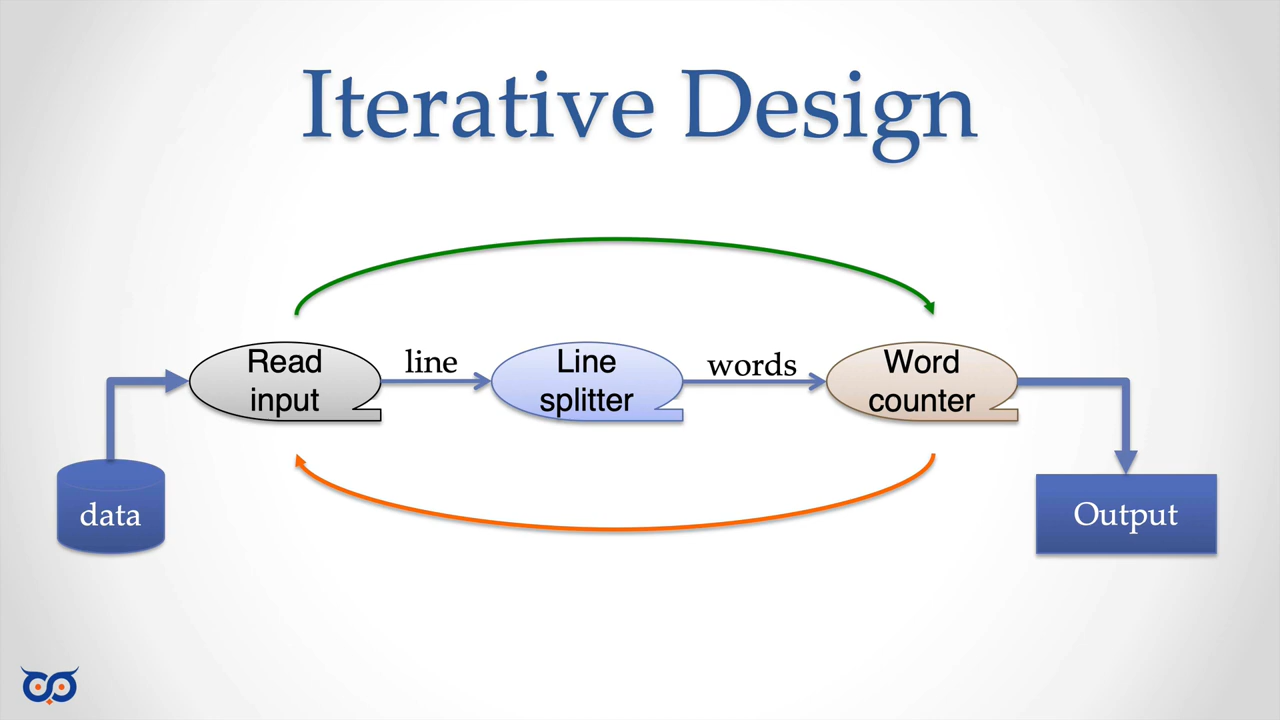 Iterative Design
Read
input
line
Line
splitter
words
Word
counter
data
Output